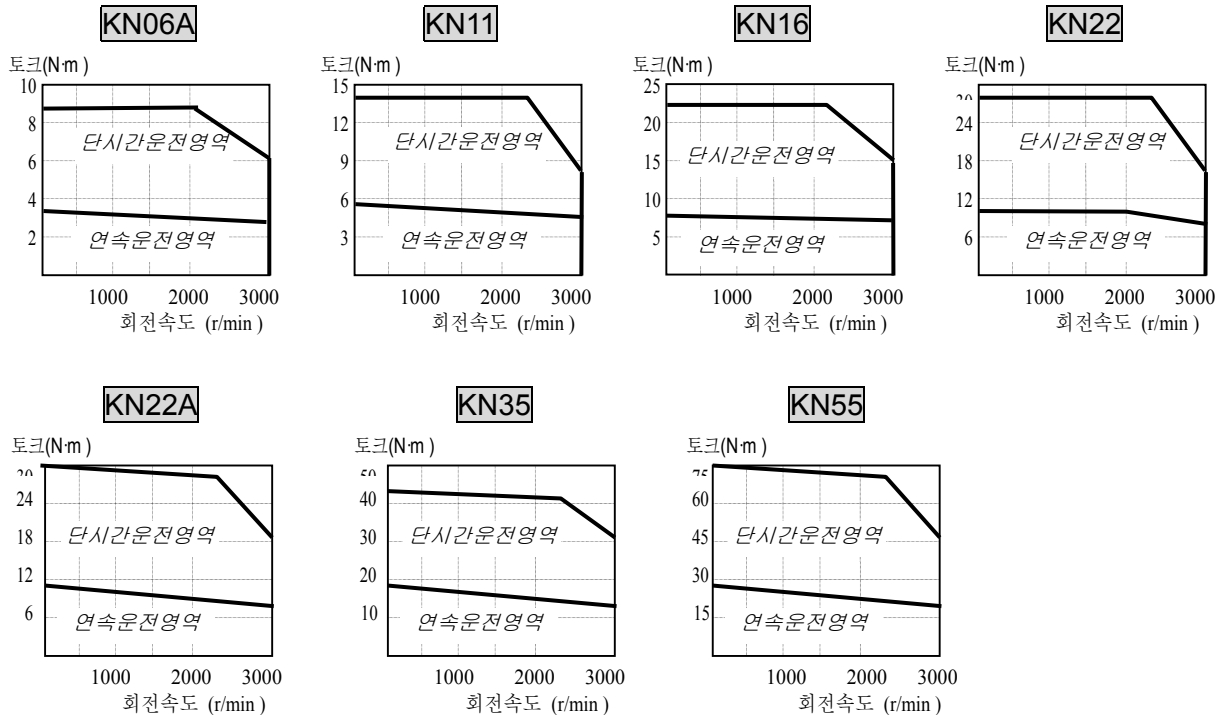 KN06A
토크(N·m )
10
8
6
4
2
단시간운전영역
연속운전영역
1000 2000 3000
회전속도 (r/min )
KN11
토크(N·m )
15
12
9
6
3
단시간운전영역
연속운전영역
1000 2000 3000
회전속도 (r/min )
KN16
토크(N·m )
25
20
15
10
5
단시간운전영역
연속운전영역
1000 2000 3000
회전속도 (r/min )
KN22
토크(N·m )
24
18
12
6
단시간운전영역
연속운전영역
1000 2000 3000
회전속도 (r/min )
KN22A
토크(N·m )
24
18
12
6
단시간운전영역
연속운전영역
1000 2000 3000
회전속도 (r/min )
KN35
토크(N·m )
50
40
30
20
10
단시간운전영역
연속운전영역
1000 2000 3000
회전속도 (r/min )
KN55
토크(N·m )
75
60
45
30
15
단시간운전영역
연속운전영역
1000 2000 3000
회전속도 (r/min )